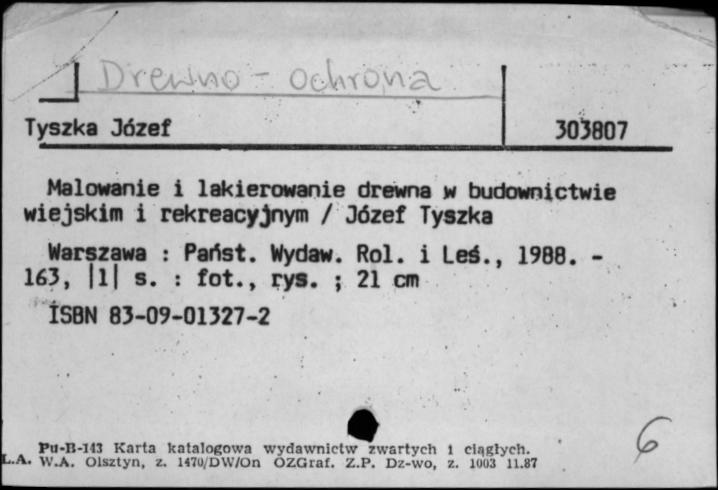 Drewno - ochrona
Tyszka Józef 303807
Malowanie i lakierowanie drewna w budownictwie
wiejskim i rekreacyjnym / Józef Tyszka
Warszawa : Państ. Wydaw. Rol. i Leś., 1988. -
163, |1| s. : fot., rys. ; 21 cm
ISBN 83-09-01327-2
6
Pu-B-143 Karta katalogowa wydawnictw zwartych i ciągłych.
L.A. W.A. Olsztyn, z. 1470/DW/On OZGraf. Z.P. Dz-wo, z. 1003 11.87